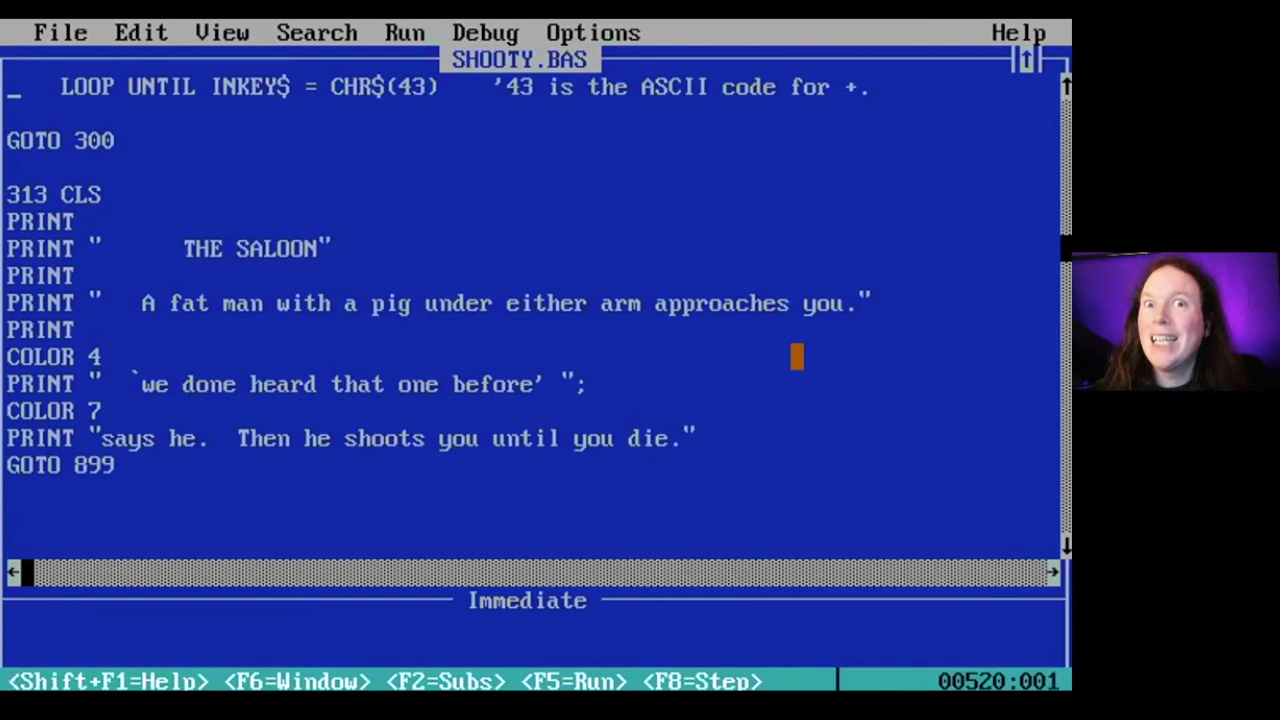 File Edit View Search Run Debug Options Help
SHOOTY.BAS
_ LOOP UNTIL INKEY$ = CHR$(43) '43 is the ASCII code for +.
GOTO 300
313 CLS
PRINT
PRINT " THE SALOON"
PRINT
PRINT " A fat man with a pig under either arm approaches you."
PRINT
COLOR 4
PRINT " `we done heard that one before' ";
COLOR 7
PRINT "says he. Then he shoots you until you die."
GOTO 899
Immediate
<Shift+F1=Help> <F6=Window> <F2=Subs> <F5=Run> <F8=Step> 00520:001